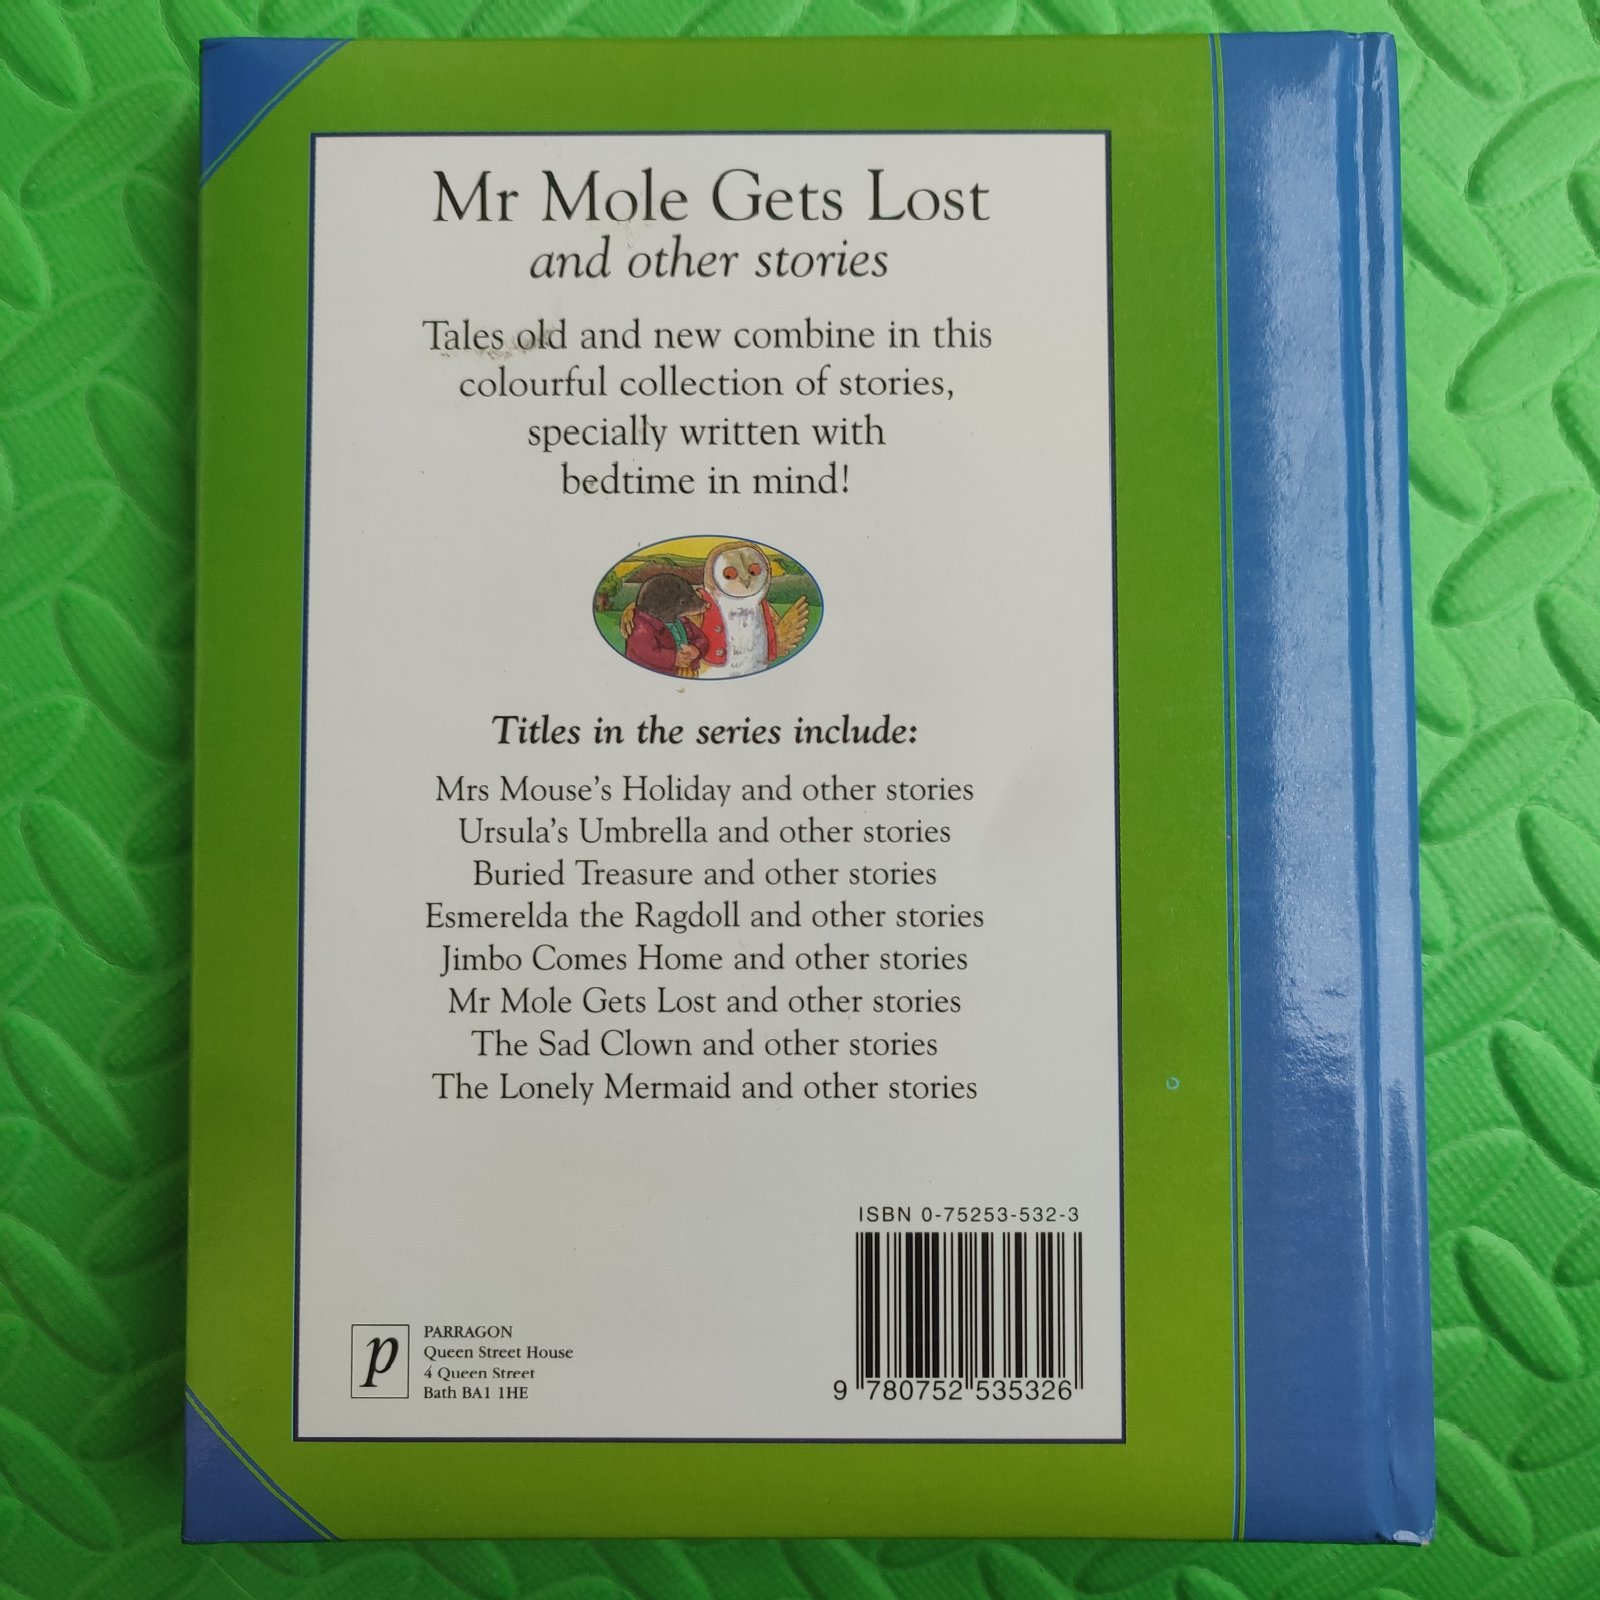 Mr Mole Gets Lost
and other stories
Tales old and new combine in this
colourful collection of stories,
specially written with
bedtime in mind!
Titles in the series include:
Mrs Mouse's Holiday and other stories
Ursula's Umbrella and other stories
Buried Treasure and other stories
Esmerelda the Ragdoll and other stories
Jimbo Comes Home and other stories
Mr Mole Gets Lost and other stories
The Sad Clown and other stories
The Lonely Mermaid and other stories
ISBN 0-75253-532-3
9 780752 535326
p
PARRAGON
Queen Street House
4 Queen Street
Bath BA1 1HE